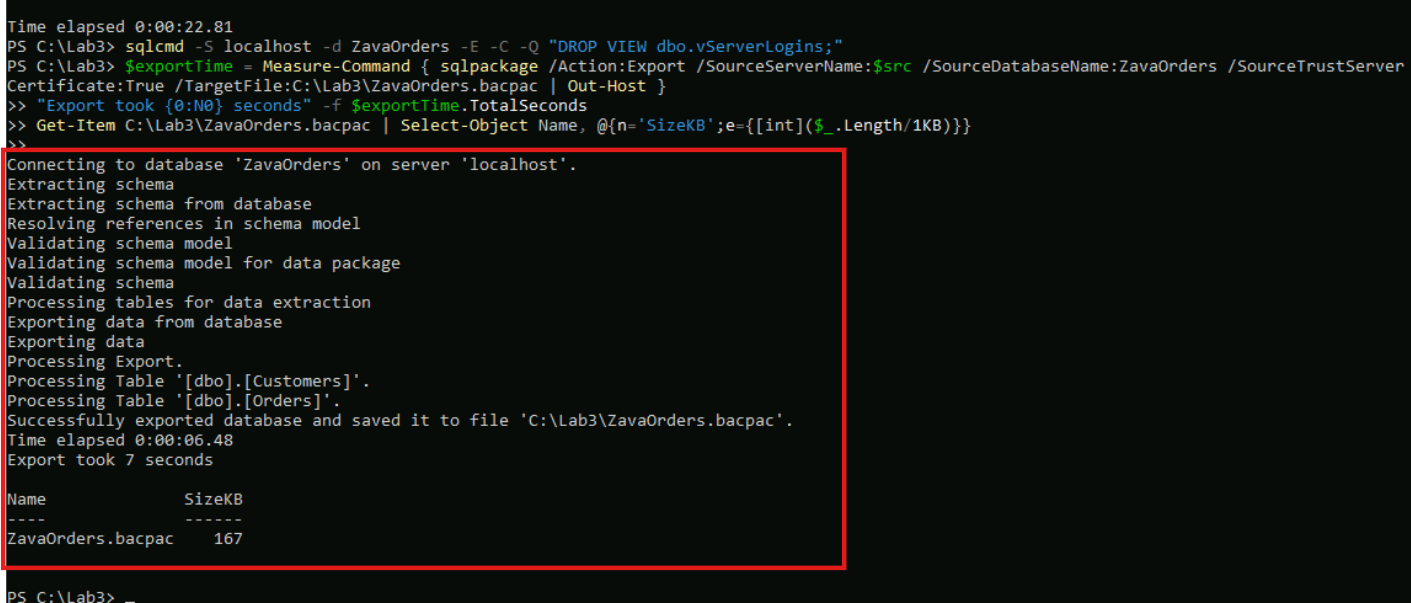 Time elapsed 0:00:22.81
PS C:\Lab3> sqlcmd -S localhost -d ZavaOrders -E -C -Q "DROP VIEW dbo.vServerLogins;"
PS C:\Lab3> $exportTime = Measure-Command { sqlpackage /Action:Export /SourceServerName:$src /SourceDatabaseName:ZavaOrders /SourceTrustServer
Certificate:True /TargetFile:C:\Lab3\ZavaOrders.bacpac | Out-Host }
>> "Export took {0:N0} seconds" -f $exportTime.TotalSeconds
>> Get-Item C:\Lab3\ZavaOrders.bacpac | Select-Object Name, @{n='SizeKB';e={[int]($_.Length/1KB)}}
>>
Connecting to database 'ZavaOrders' on server 'localhost'.
Extracting schema
Extracting schema from database
Resolving references in schema model
Validating schema model
Validating schema model for data package
Validating schema
Processing tables for data extraction
Exporting data from database
Exporting data
Processing Export.
Processing Table '[dbo].[Customers]'.
Processing Table '[dbo].[Orders]'.
Successfully exported database and saved it to file 'C:\Lab3\ZavaOrders.bacpac'.
Time elapsed 0:00:06.48
Export took 7 seconds
Name SizeKB
---- ------
ZavaOrders.bacpac 167
PS C:\Lab3> _